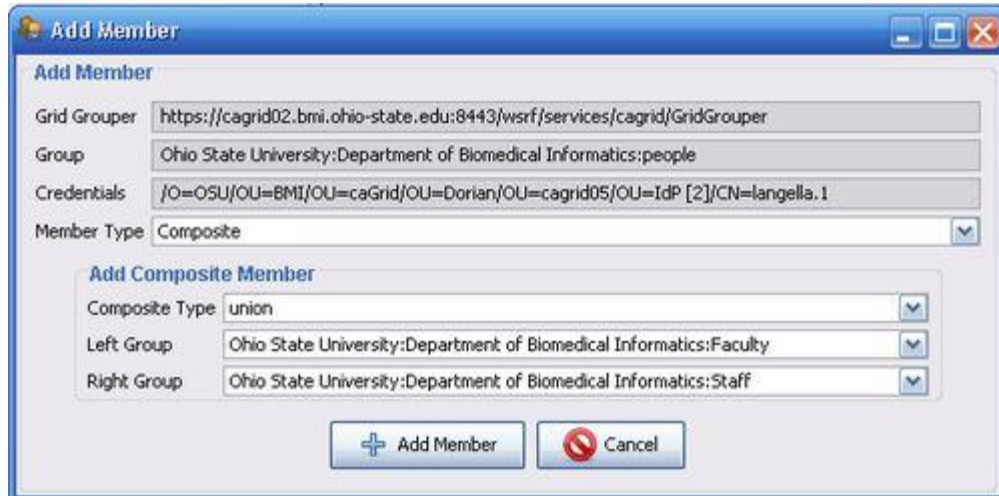 Add Member
Add Member
Grid Grouper https://cagrid02.bmi.ohio-state.edu:8443/wsrf/services/cagrid/GridGrouper
Group Ohio State University:Department of Biomedical Informatics:people
Credentials /O=OSU/OU=BMI/OU=caGrid/OU=Dorian/OU=cagrid05/OU=IdP [2]/CN=langella.1
Member Type Composite
Add Composite Member
Composite Type union
Left Group Ohio State University:Department of Biomedical Informatics:Faculty
Right Group Ohio State University:Department of Biomedical Informatics:Staff
Add Member Cancel